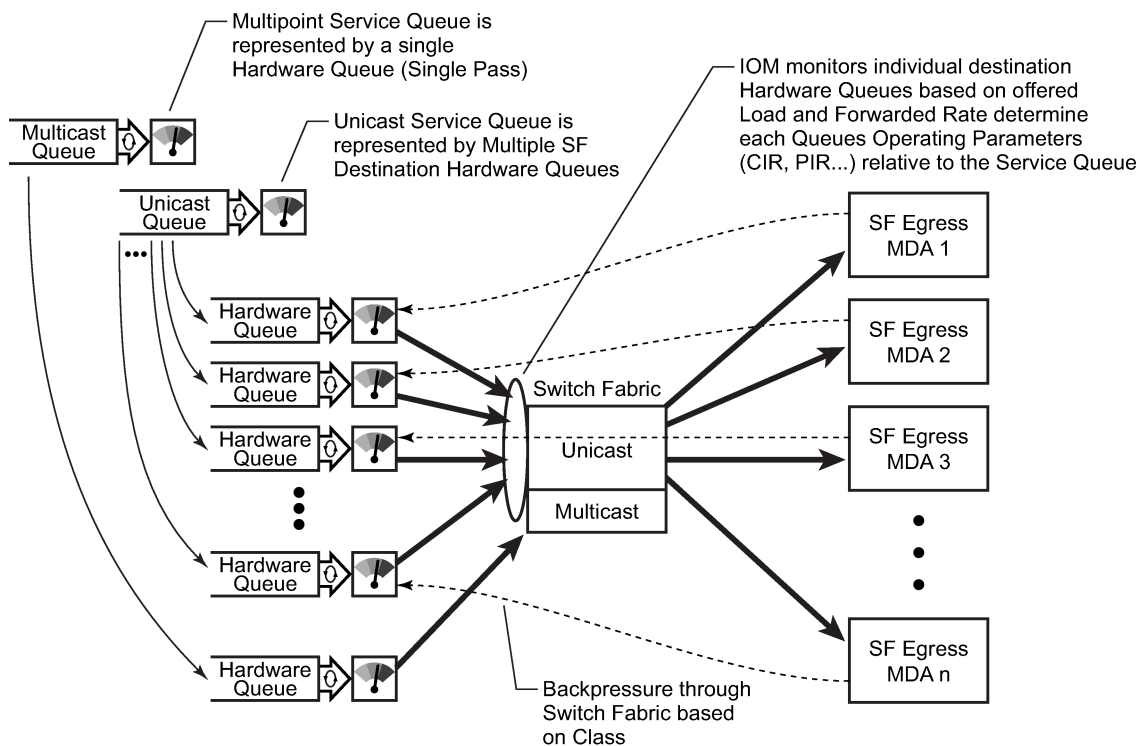 Multipoint Service Queue is
represented by a single
Hardware Queue (Single Pass)
IOM monitors individual destination
Hardware Queues based on offered
Load and Forwarded Rate determine
each Queues Operating Parameters
(CIR, PIR...) relative to the Service Queue
Multicast
Queue
Unicast Service Queue is
represented by Multiple SF
Destination Hardware Queues
Unicast
Queue
SF Egress
MDA 1
Hardware
Queue
SF Egress
MDA 2
Hardware
Queue
Switch Fabric
Hardware
Queue
Unicast
SF Egress
MDA 3
Multicast
Hardware
Queue
SF Egress
MDA n
Hardware
Queue
Backpressure through
Switch Fabric based
on Class